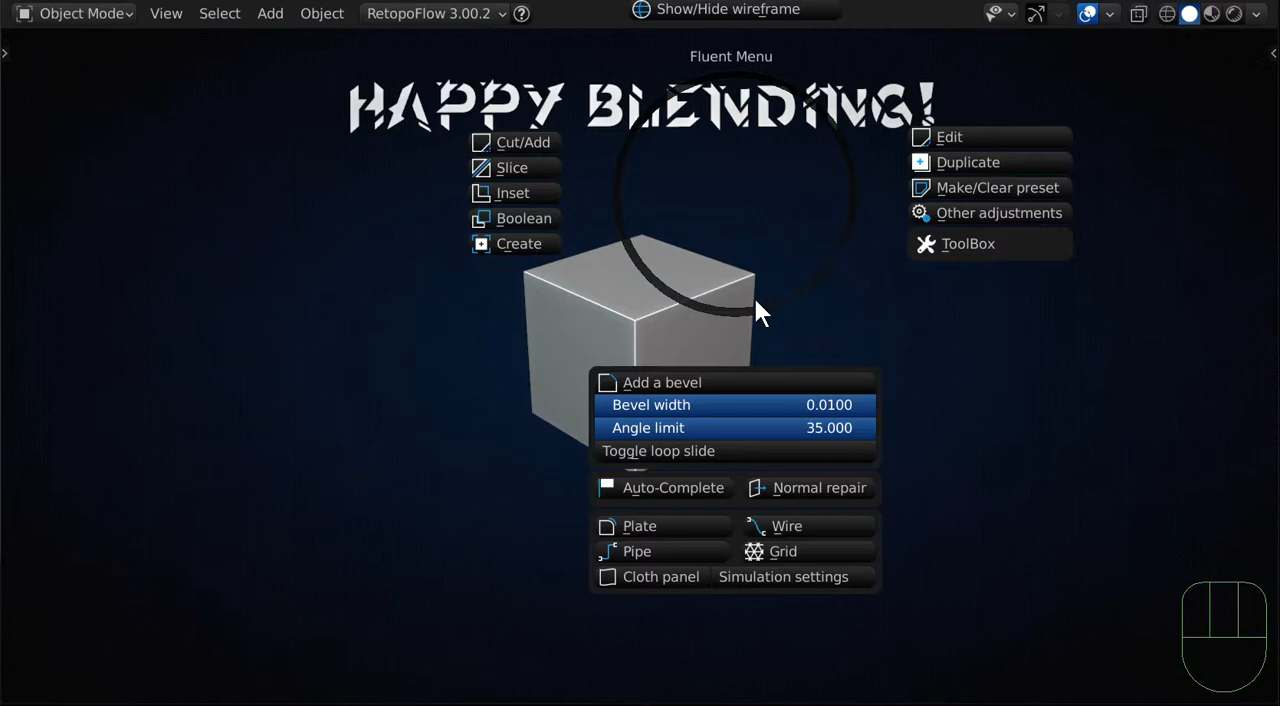 Object Mode View Select Add Object RetopoFlow 3.00.2 Show/Hide wireframe
Fluent Menu
HAPPY BLENDING!
Cut/Add
Slice
Inset
Boolean
Create
Edit
Duplicate
Make/Clear preset
Other adjustments
ToolBox
Add a bevel
Bevel width 0.0100
Angle limit 35.000
Toggle loop slide
Auto-Complete Normal repair
Plate Wire
Pipe Grid
Cloth panel Simulation settings